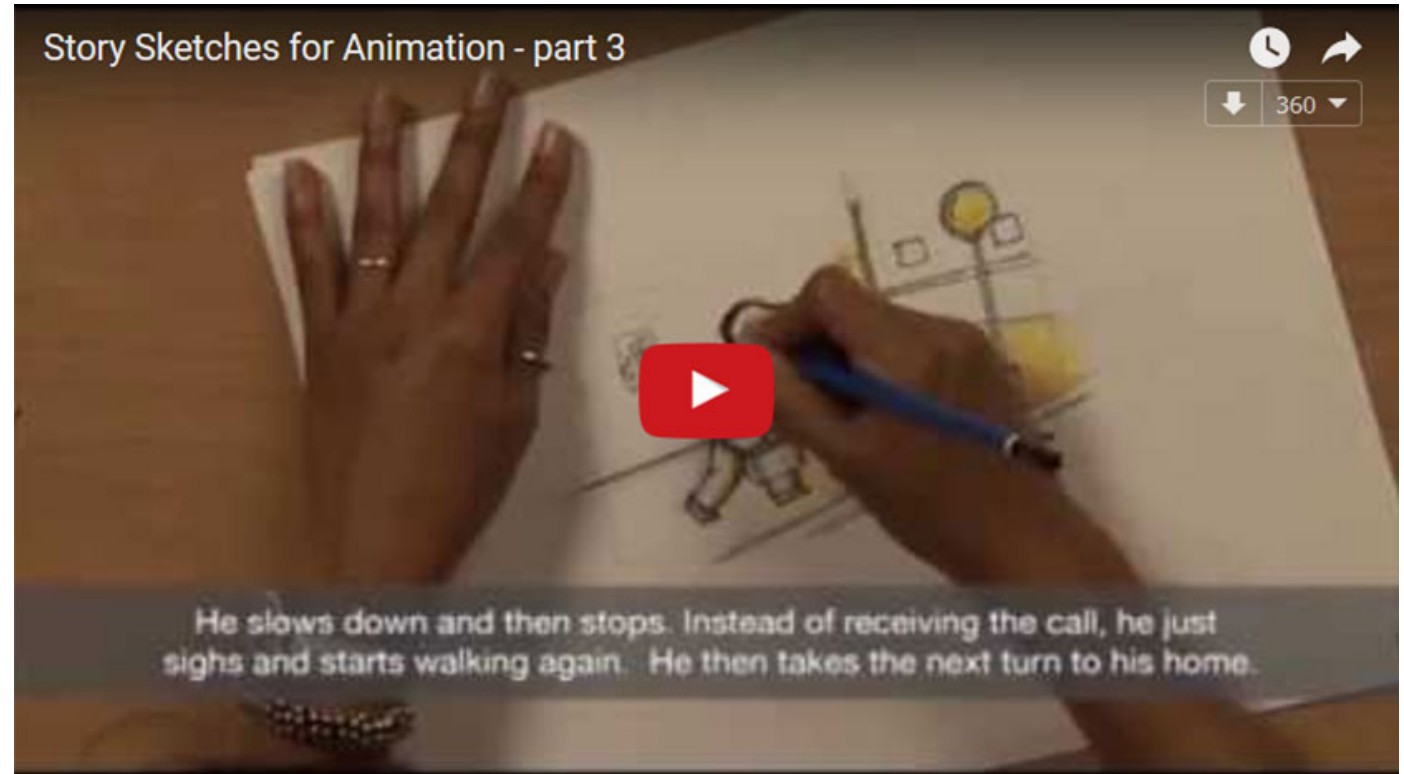 Story Sketches for Animation - part 3
360
He slows down and then stops. Instead of receiving the call, he just
sighs and starts walking again. He then takes the next turn to his home.